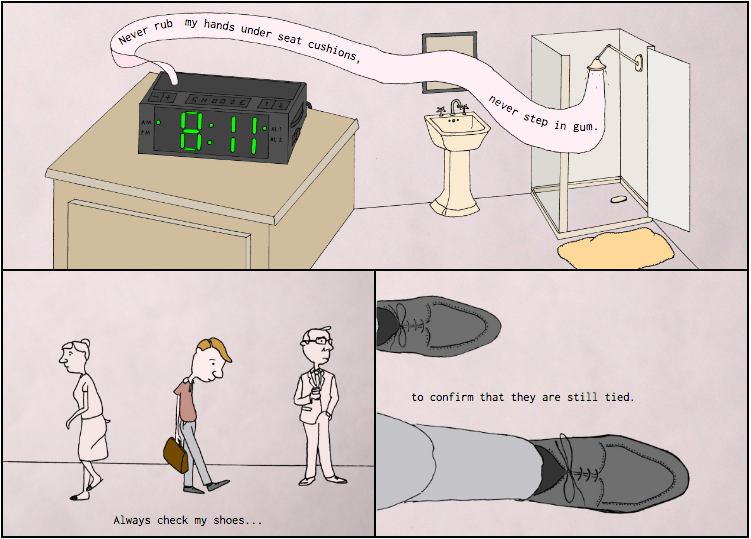 Never rub my hands under seat cushions,
never step in gum.
- + SNOOZE
AM 8:11 AL1
PM AL2
Always check my shoes...
to confirm that they are still tied.